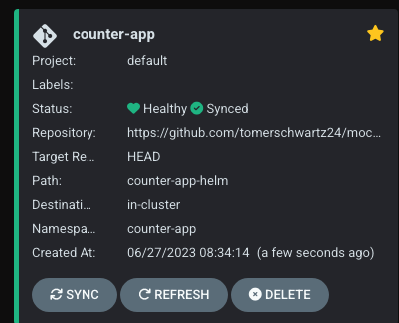 counter-app
Project: default
Labels:
Status: Healthy Synced
Repository: https://github.com/tomerschwartz24/moc...
Target Re... HEAD
Path: counter-app-helm
Destinati... in-cluster
Namespa... counter-app
Created At: 06/27/2023 08:34:14 (a few seconds ago)
SYNC REFRESH DELETE